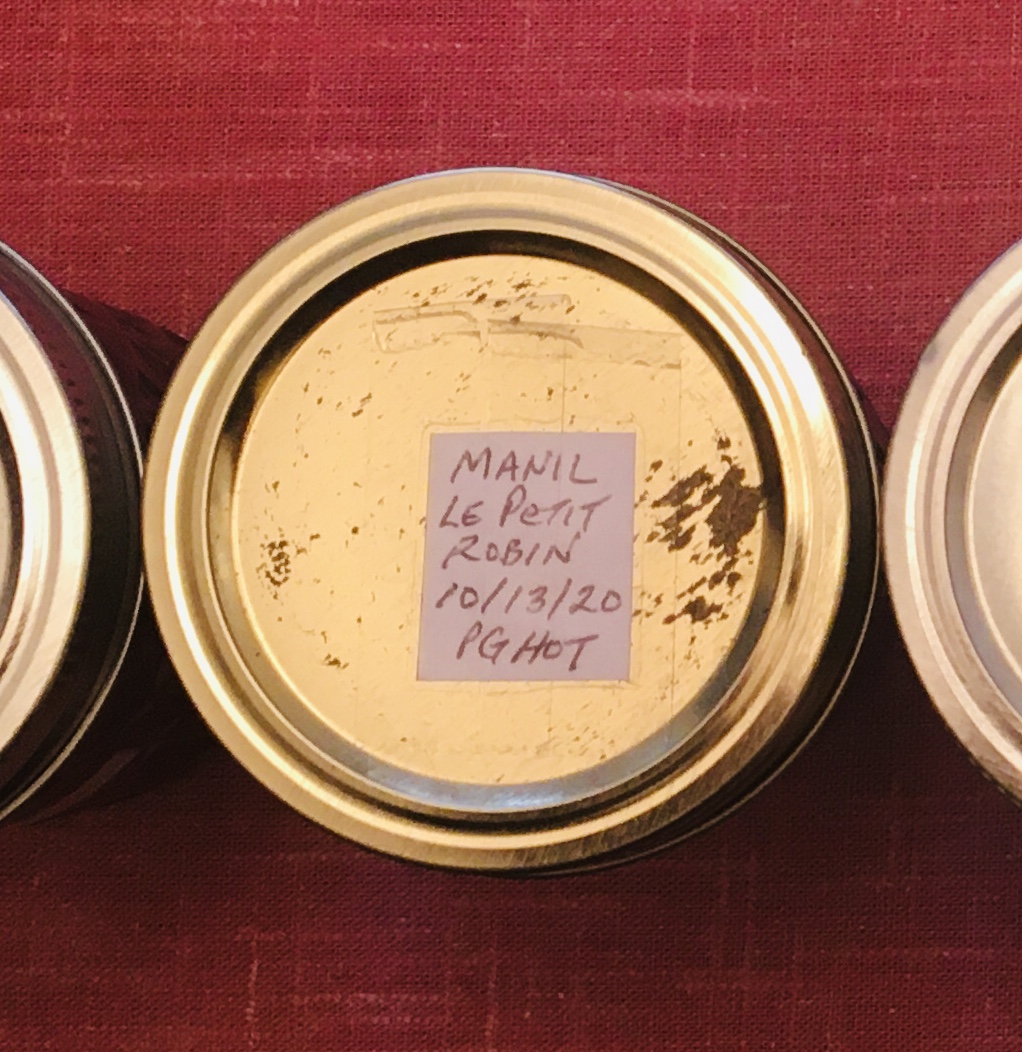 MANIL
LE PETIT
ROBIN
10/13/20
PG HOT